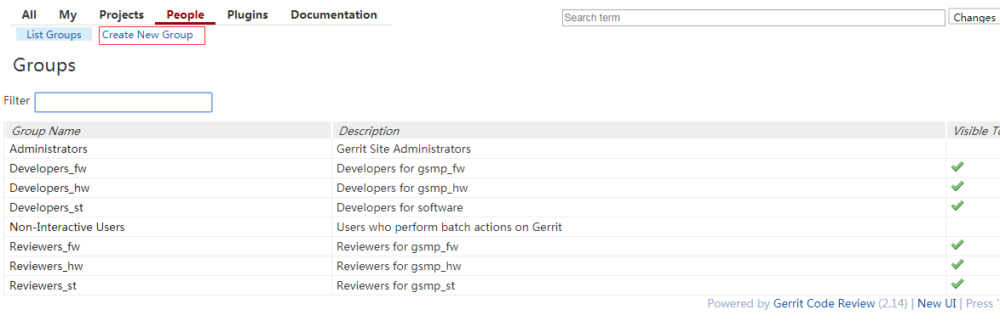 All My Projects People Plugins Documentation Search term Changes
List Groups Create New Group
Groups
Filter
Group Name Description Visible To
Administrators Gerrit Site Administrators
Developers_fw Developers for gsmp_fw
Developers_hw Developers for gsmp_hw
Developers_st Developers for software
Non-Interactive Users Users who perform batch actions on Gerrit
Reviewers_fw Reviewers for gsmp_fw
Reviewers_hw Reviewers for gsmp_hw
Reviewers_st Reviewers for gsmp_st
Powered by Gerrit Code Review (2.14) | New UI | Press '